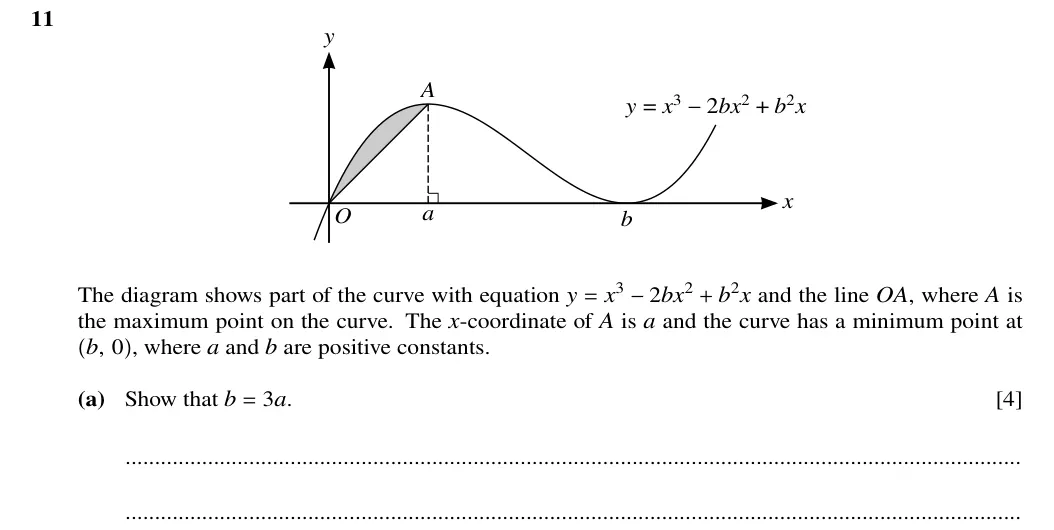 11
y
A
y = x³ − 2bx² + b²x
x
O
a
b
The diagram shows part of the curve with equation y = x³ − 2bx² + b²x and the line OA, where A is
the maximum point on the curve. The x-coordinate of A is a and the curve has a minimum point at
(b, 0), where a and b are positive constants.
(a) Show that b = 3a. [4]